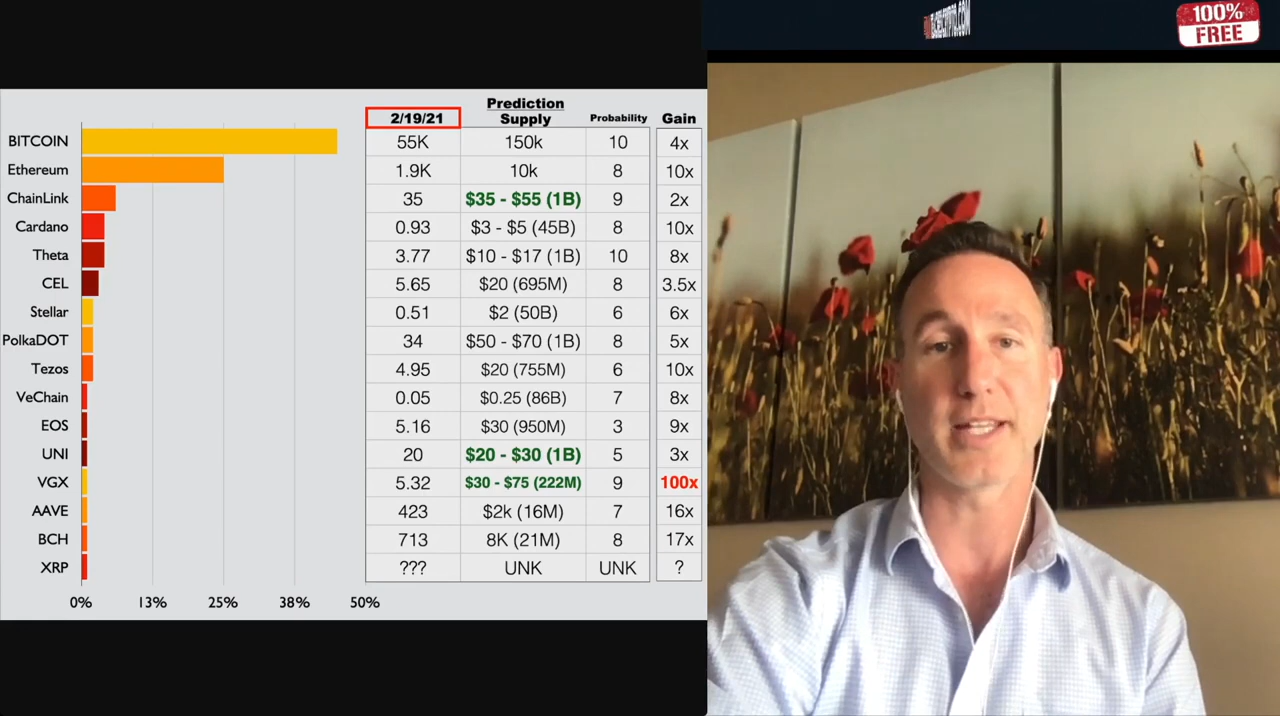 100%
FREE
2/19/21 Prediction Supply Probability Gain
BITCOIN 55K 150k 10 4x
Ethereum 1.9K 10k 8 10x
ChainLink 35 $35 - $55 (1B) 9 2x
Cardano 0.93 $3 - $5 (45B) 8 10x
Theta 3.77 $10 - $17 (1B) 10 8x
CEL 5.65 $20 (695M) 8 3.5x
Stellar 0.51 $2 (50B) 6 6x
PolkaDOT 34 $50 - $70 (1B) 8 5x
Tezos 4.95 $20 (755M) 6 10x
VeChain 0.05 $0.25 (86B) 7 8x
EOS 5.16 $30 (950M) 3 9x
UNI 20 $20 - $30 (1B) 5 3x
VGX 5.32 $30 - $75 (222M) 9 100x
AAVE 423 $2k (16M) 7 16x
BCH 713 8K (21M) 8 17x
XRP ??? UNK UNK ?
0% 13% 25% 38% 50%